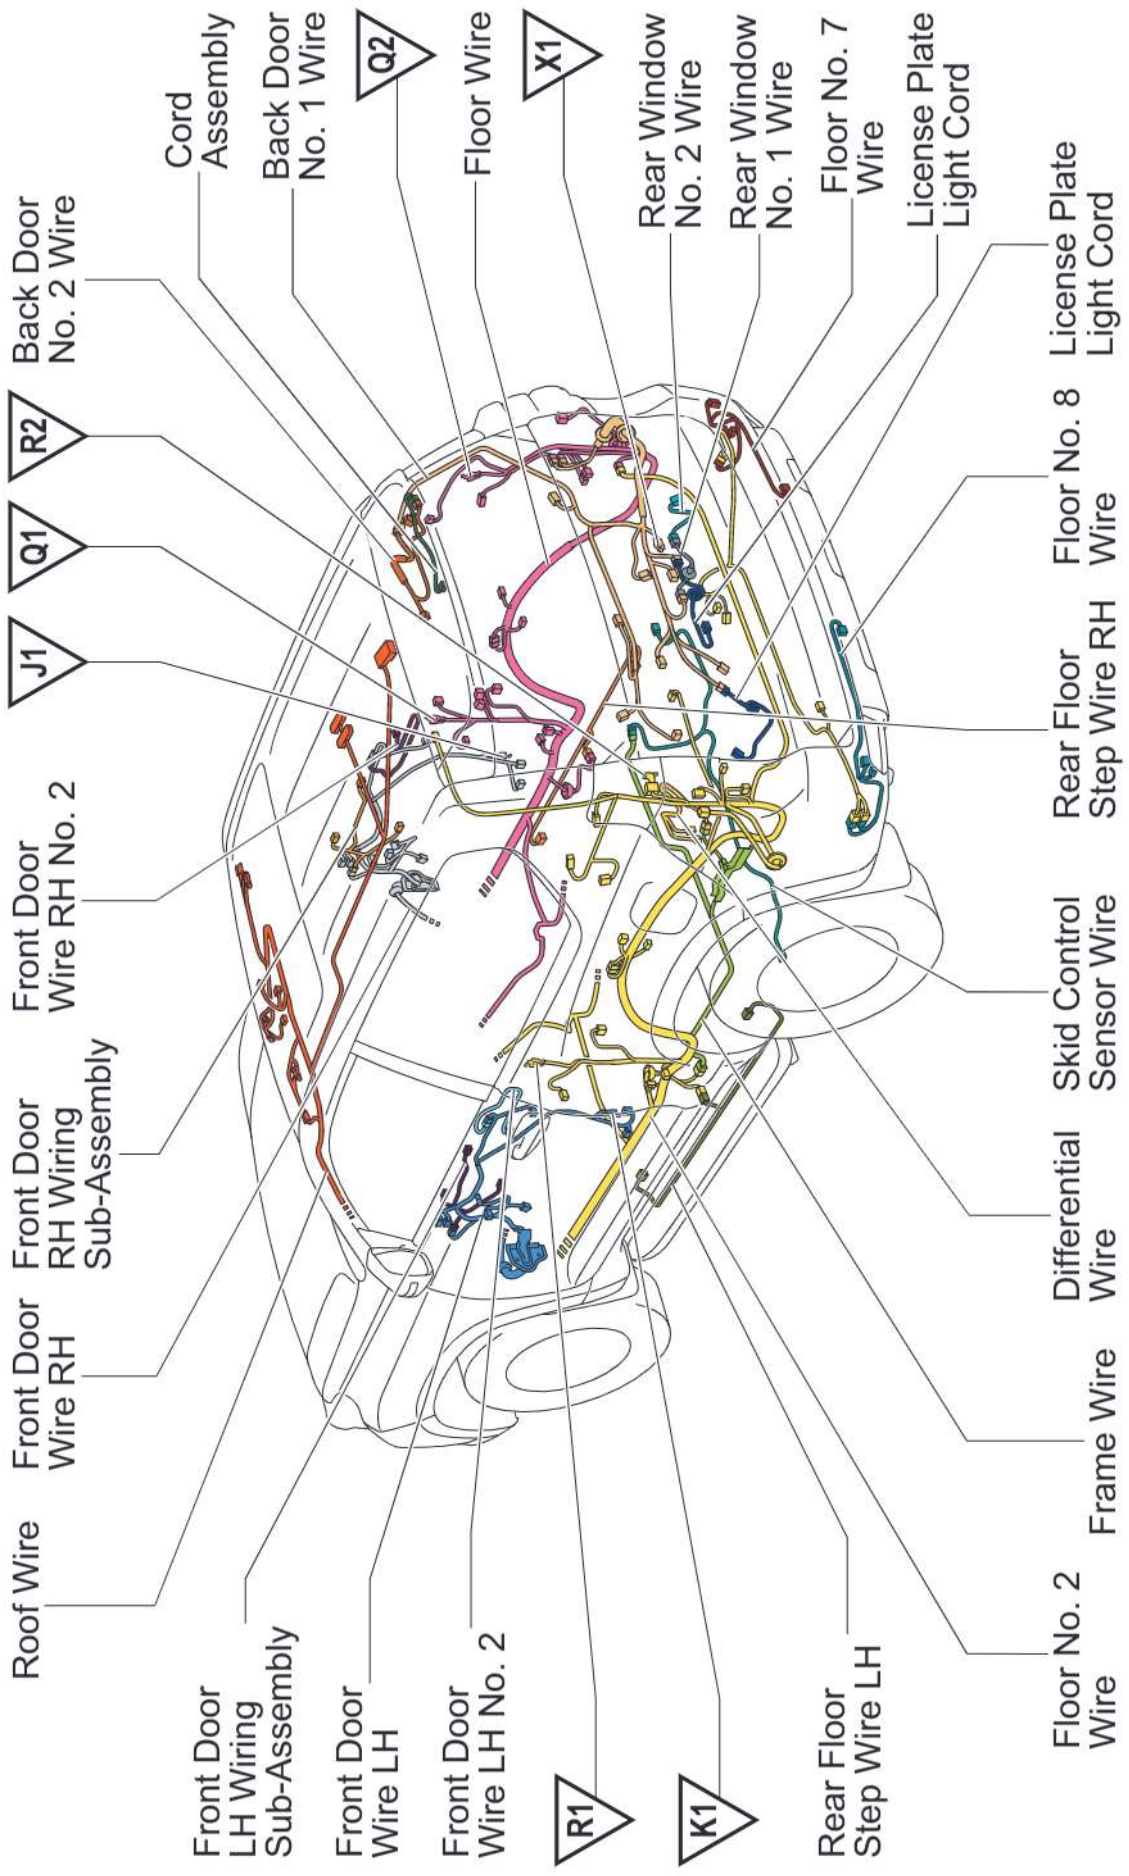 Roof Wire
Front Door
Wire RH
Front Door
RH Wiring
Sub-Assembly
Front Door
Wire RH No. 2
J1
Q1
R2
Back Door
No. 2 Wire
Cord
Assembly
Back Door
No. 1 Wire
Q2
Floor Wire
X1
Rear Window
No. 2 Wire
Rear Window
No. 1 Wire
Floor No. 7
Wire
License Plate
Light Cord
License Plate
Light Cord
Front Door
LH Wiring
Sub-Assembly
Front Door
Wire LH
Front Door
Wire LH No. 2
R1
K1
Rear Floor
Step Wire LH
Floor No. 2
Wire
Frame Wire
Differential
Wire
Skid Control
Sensor Wire
Rear Floor
Step Wire RH
Floor No. 8
Wire